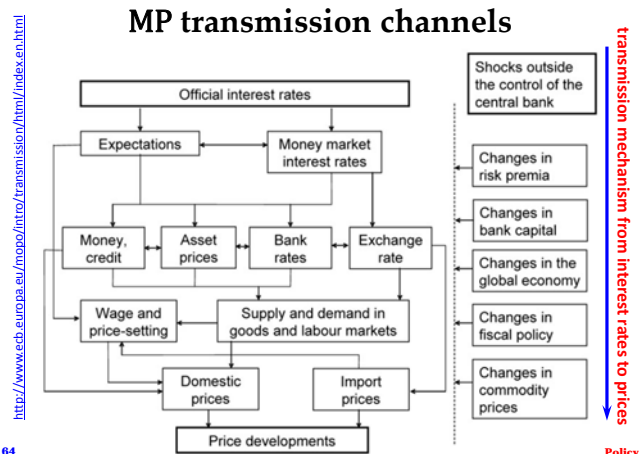 MP transmission channels
http://www.ecb.europa.eu/mopo/intro/transmission/html/index.en.html
transmission mechanism from interest rates to prices
Official interest rates
Shocks outside
the control of the
central bank
Expectations
Money market
interest rates
Changes in
risk premia
Money,
credit
Asset
prices
Bank
rates
Exchange
rate
Changes in
bank capital
Changes in the
global economy
Wage and
price-setting
Supply and demand in
goods and labour markets
Changes in
fiscal policy
Domestic
prices
Import
prices
Changes in
commodity
prices
Price developments
64
Policy